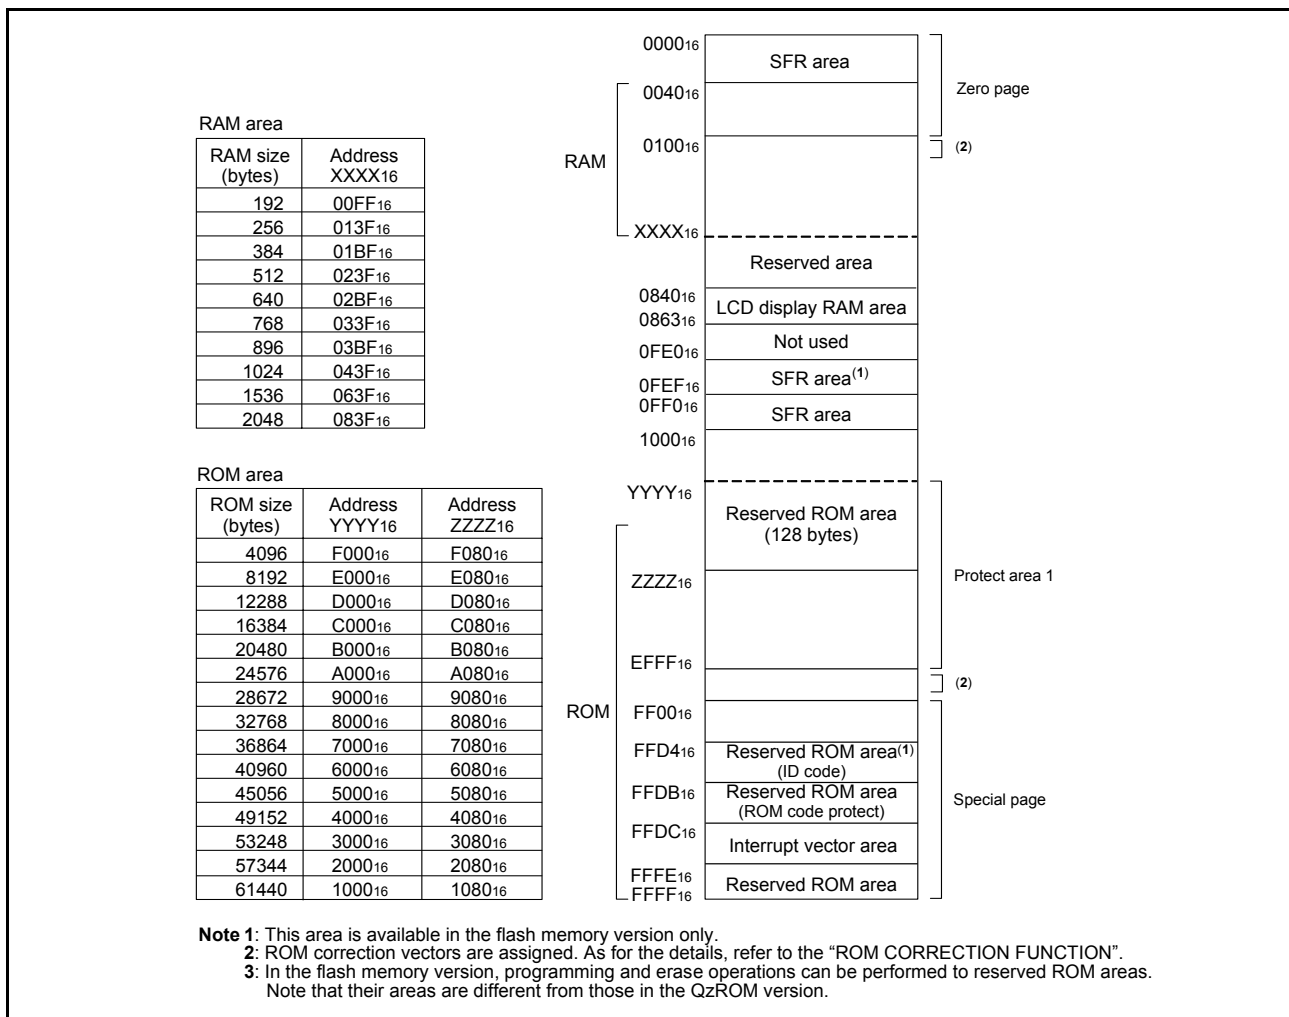 RAM area
RAM size (bytes) Address XXXX16
192 00FF16
256 013F16
384 01BF16
512 023F16
640 02BF16
768 033F16
896 03BF16
1024 043F16
1536 063F16
2048 083F16
ROM area
ROM size (bytes) Address YYYY16 Address ZZZZ16
4096 F00016 F08016
8192 E00016 E08016
12288 D00016 D08016
16384 C00016 C08016
20480 B00016 B08016
24576 A00016 A08016
28672 900016 908016
32768 800016 808016
36864 700016 708016
40960 600016 608016
45056 500016 508016
49152 400016 408016
53248 300016 308016
57344 200016 208016
61440 100016 108016
000016
SFR area
Zero page
004016
RAM
010016
(2)
XXXX16
Reserved area
084016
LCD display RAM area
086316
Not used
0FE016
SFR area(1)
0FEF16
0FF016
SFR area
100016
YYYY16
Reserved ROM area
(128 bytes)
ZZZZ16
Protect area 1
EFFF16
(2)
ROM
FF0016
FFD416
Reserved ROM area(1)
(ID code)
FFDB16
Reserved ROM area
(ROM code protect)
Special page
FFDC16
Interrupt vector area
FFFE16
Reserved ROM area
FFFF16
Note 1: This area is available in the flash memory version only.
2: ROM correction vectors are assigned. As for the details, refer to the “ROM CORRECTION FUNCTION”.
3: In the flash memory version, programming and erase operations can be performed to reserved ROM areas.
Note that their areas are different from those in the QzROM version.